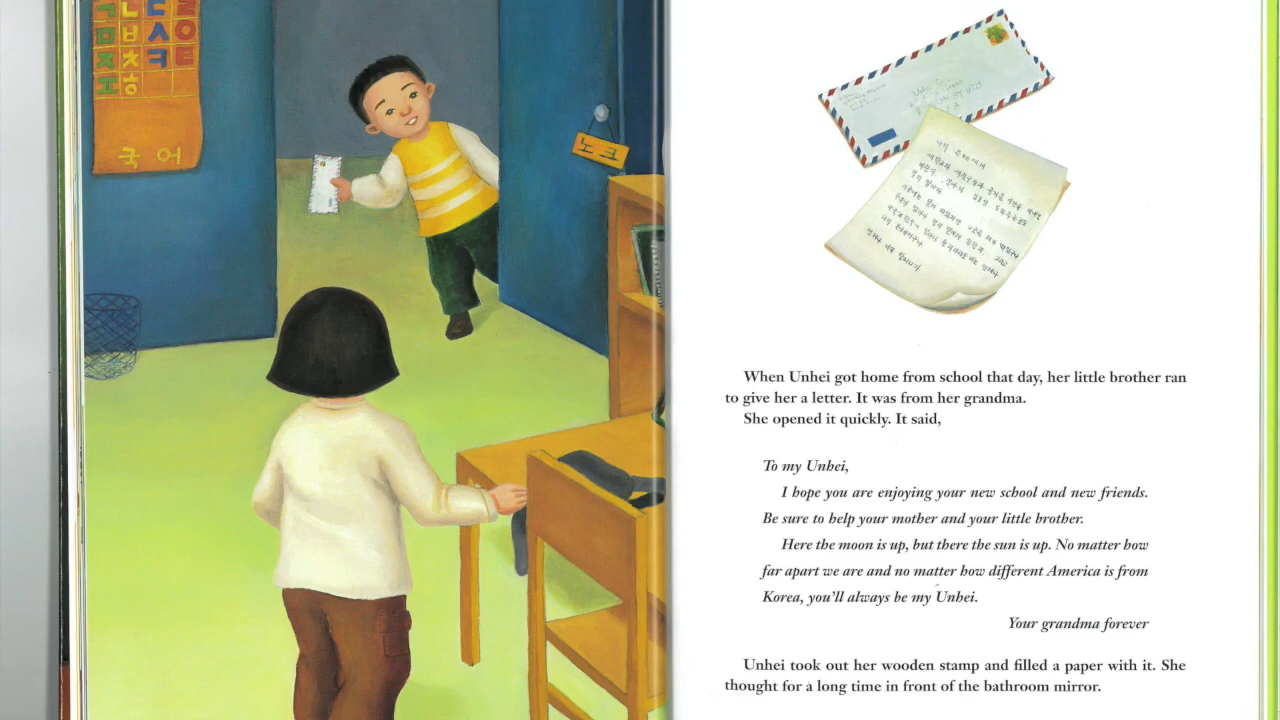 ㄱ ㄴ ㄷ ㄹ
ㅁ ㅂ ㅅ ㅇ
ㅈ ㅊ ㅋ ㅌ
ㅍ ㅎ
국어
노크
When Unhei got home from school that day, her little brother ran
to give her a letter. It was from her grandma.
She opened it quickly. It said,
To my Unhei,
I hope you are enjoying your new school and new friends.
Be sure to help your mother and your little brother.
Here the moon is up, but there the sun is up. No matter how
far apart we are and no matter how different America is from
Korea, you'll always be my Unhei.
Your grandma forever
Unhei took out her wooden stamp and filled a paper with it. She
thought for a long time in front of the bathroom mirror.